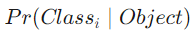 Pr(Class_i | Object)